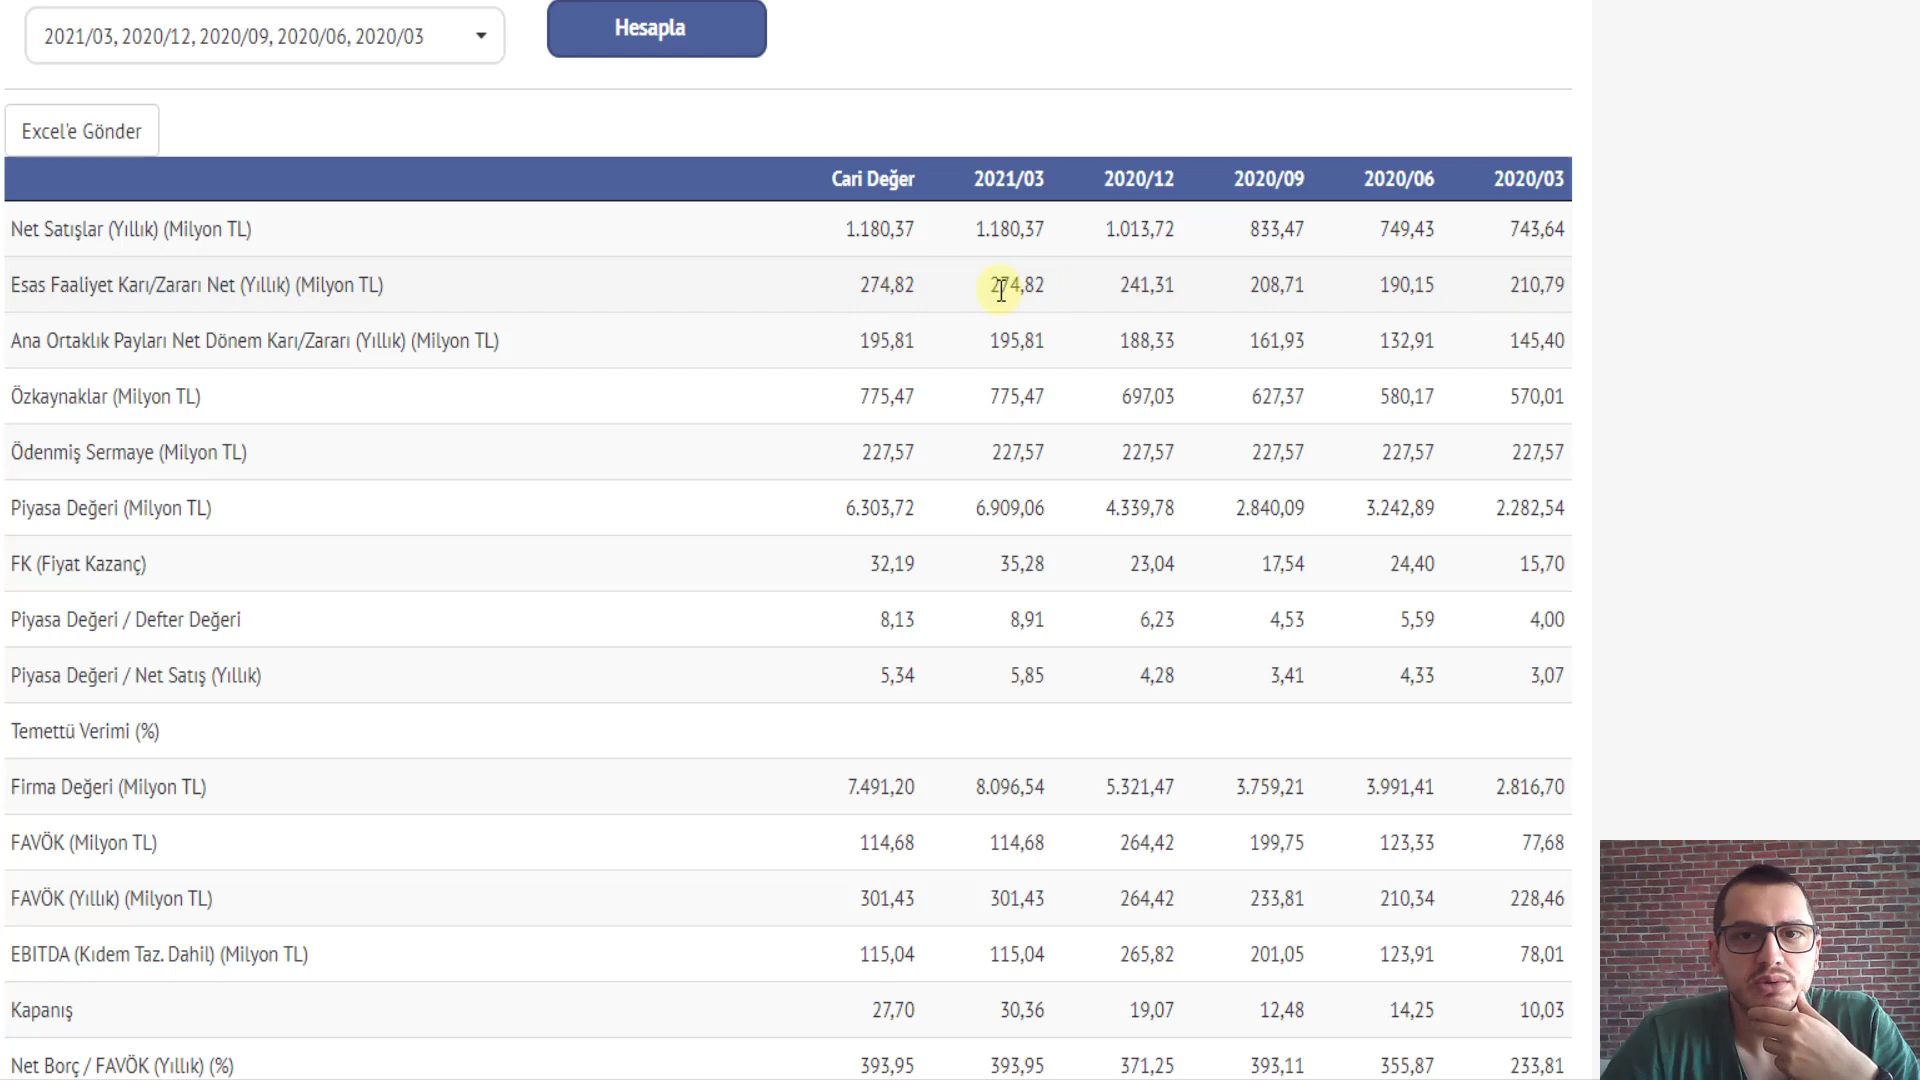 2021/03, 2020/12, 2020/09, 2020/06, 2020/03 Hesapla
Excel'e Gönder
Cari Değer 2021/03 2020/12 2020/09 2020/06 2020/03
Net Satışlar (Yıllık) (Milyon TL) 1.180,37 1.180,37 1.013,72 833,47 749,43 743,64
Esas Faaliyet Karı/Zararı Net (Yıllık) (Milyon TL) 274,82 274,82 241,31 208,71 190,15 210,79
Ana Ortaklık Payları Net Dönem Karı/Zararı (Yıllık) (Milyon TL) 195,81 195,81 188,33 161,93 132,91 145,40
Özkaynaklar (Milyon TL) 775,47 775,47 697,03 627,37 580,17 570,01
Ödenmiş Sermaye (Milyon TL) 227,57 227,57 227,57 227,57 227,57 227,57
Piyasa Değeri (Milyon TL) 6.303,72 6.909,06 4.339,78 2.840,09 3.242,89 2.282,54
FK (Fiyat Kazanç) 32,19 35,28 23,04 17,54 24,40 15,70
Piyasa Değeri / Defter Değeri 8,13 8,91 6,23 4,53 5,59 4,00
Piyasa Değeri / Net Satış (Yıllık) 5,34 5,85 4,28 3,41 4,33 3,07
Temettü Verimi (%)
Firma Değeri (Milyon TL) 7.491,20 8.096,54 5.321,47 3.759,21 3.991,41 2.816,70
FAVÖK (Milyon TL) 114,68 114,68 264,42 199,75 123,33 77,68
FAVÖK (Yıllık) (Milyon TL) 301,43 301,43 264,42 233,81 210,34 228,46
EBITDA (Kıdem Taz. Dahil) (Milyon TL) 115,04 115,04 265,82 201,05 123,91 78,01
Kapanış 27,70 30,36 19,07 12,48 14,25 10,03
Net Borç / FAVÖK (Yıllık) (%) 393,95 393,95 371,25 393,11 355,87 233,81